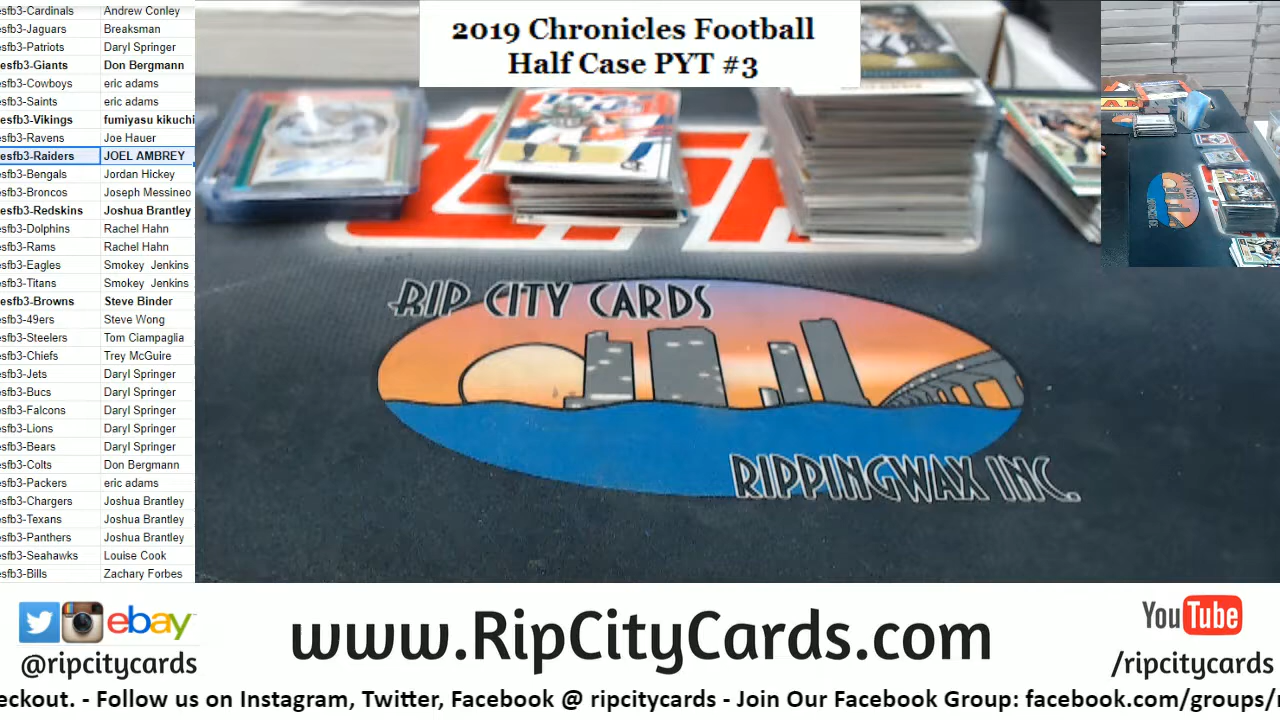 2019 Chronicles Football
Half Case PYT #3
esfb3-Cardinals Andrew Conley
esfb3-Jaguars Breaksman
esfb3-Patriots Daryl Springer
esfb3-Giants Don Bergmann
esfb3-Cowboys eric adams
esfb3-Saints eric adams
esfb3-Vikings fumiyasu kikuchi
esfb3-Ravens Joe Hauer
esfb3-Raiders JOEL AMBREY
esfb3-Bengals Jordan Hickey
esfb3-Broncos Joseph Messineo
esfb3-Redskins Joshua Brantley
esfb3-Dolphins Rachel Hahn
esfb3-Rams Rachel Hahn
esfb3-Eagles Smokey Jenkins
esfb3-Titans Smokey Jenkins
esfb3-Browns Steve Binder
esfb3-49ers Steve Wong
esfb3-Steelers Tom Ciampaglia
esfb3-Chiefs Trey McGuire
esfb3-Jets Daryl Springer
esfb3-Bucs Daryl Springer
esfb3-Falcons Daryl Springer
esfb3-Lions Daryl Springer
esfb3-Bears Daryl Springer
esfb3-Colts Don Bergmann
esfb3-Packers eric adams
esfb3-Chargers Joshua Brantley
esfb3-Texans Joshua Brantley
esfb3-Panthers Joshua Brantley
esfb3-Seahawks Louise Cook
esfb3-Bills Zachary Forbes
RIP CITY CARDS
RIPPINGWAX INC.
ebay
@ripcitycards
www.RipCityCards.com
YouTube
/ripcitycards
eckout. - Follow us on Instagram, Twitter, Facebook @ ripcitycards - Join Our Facebook Group: facebook.com/groups/